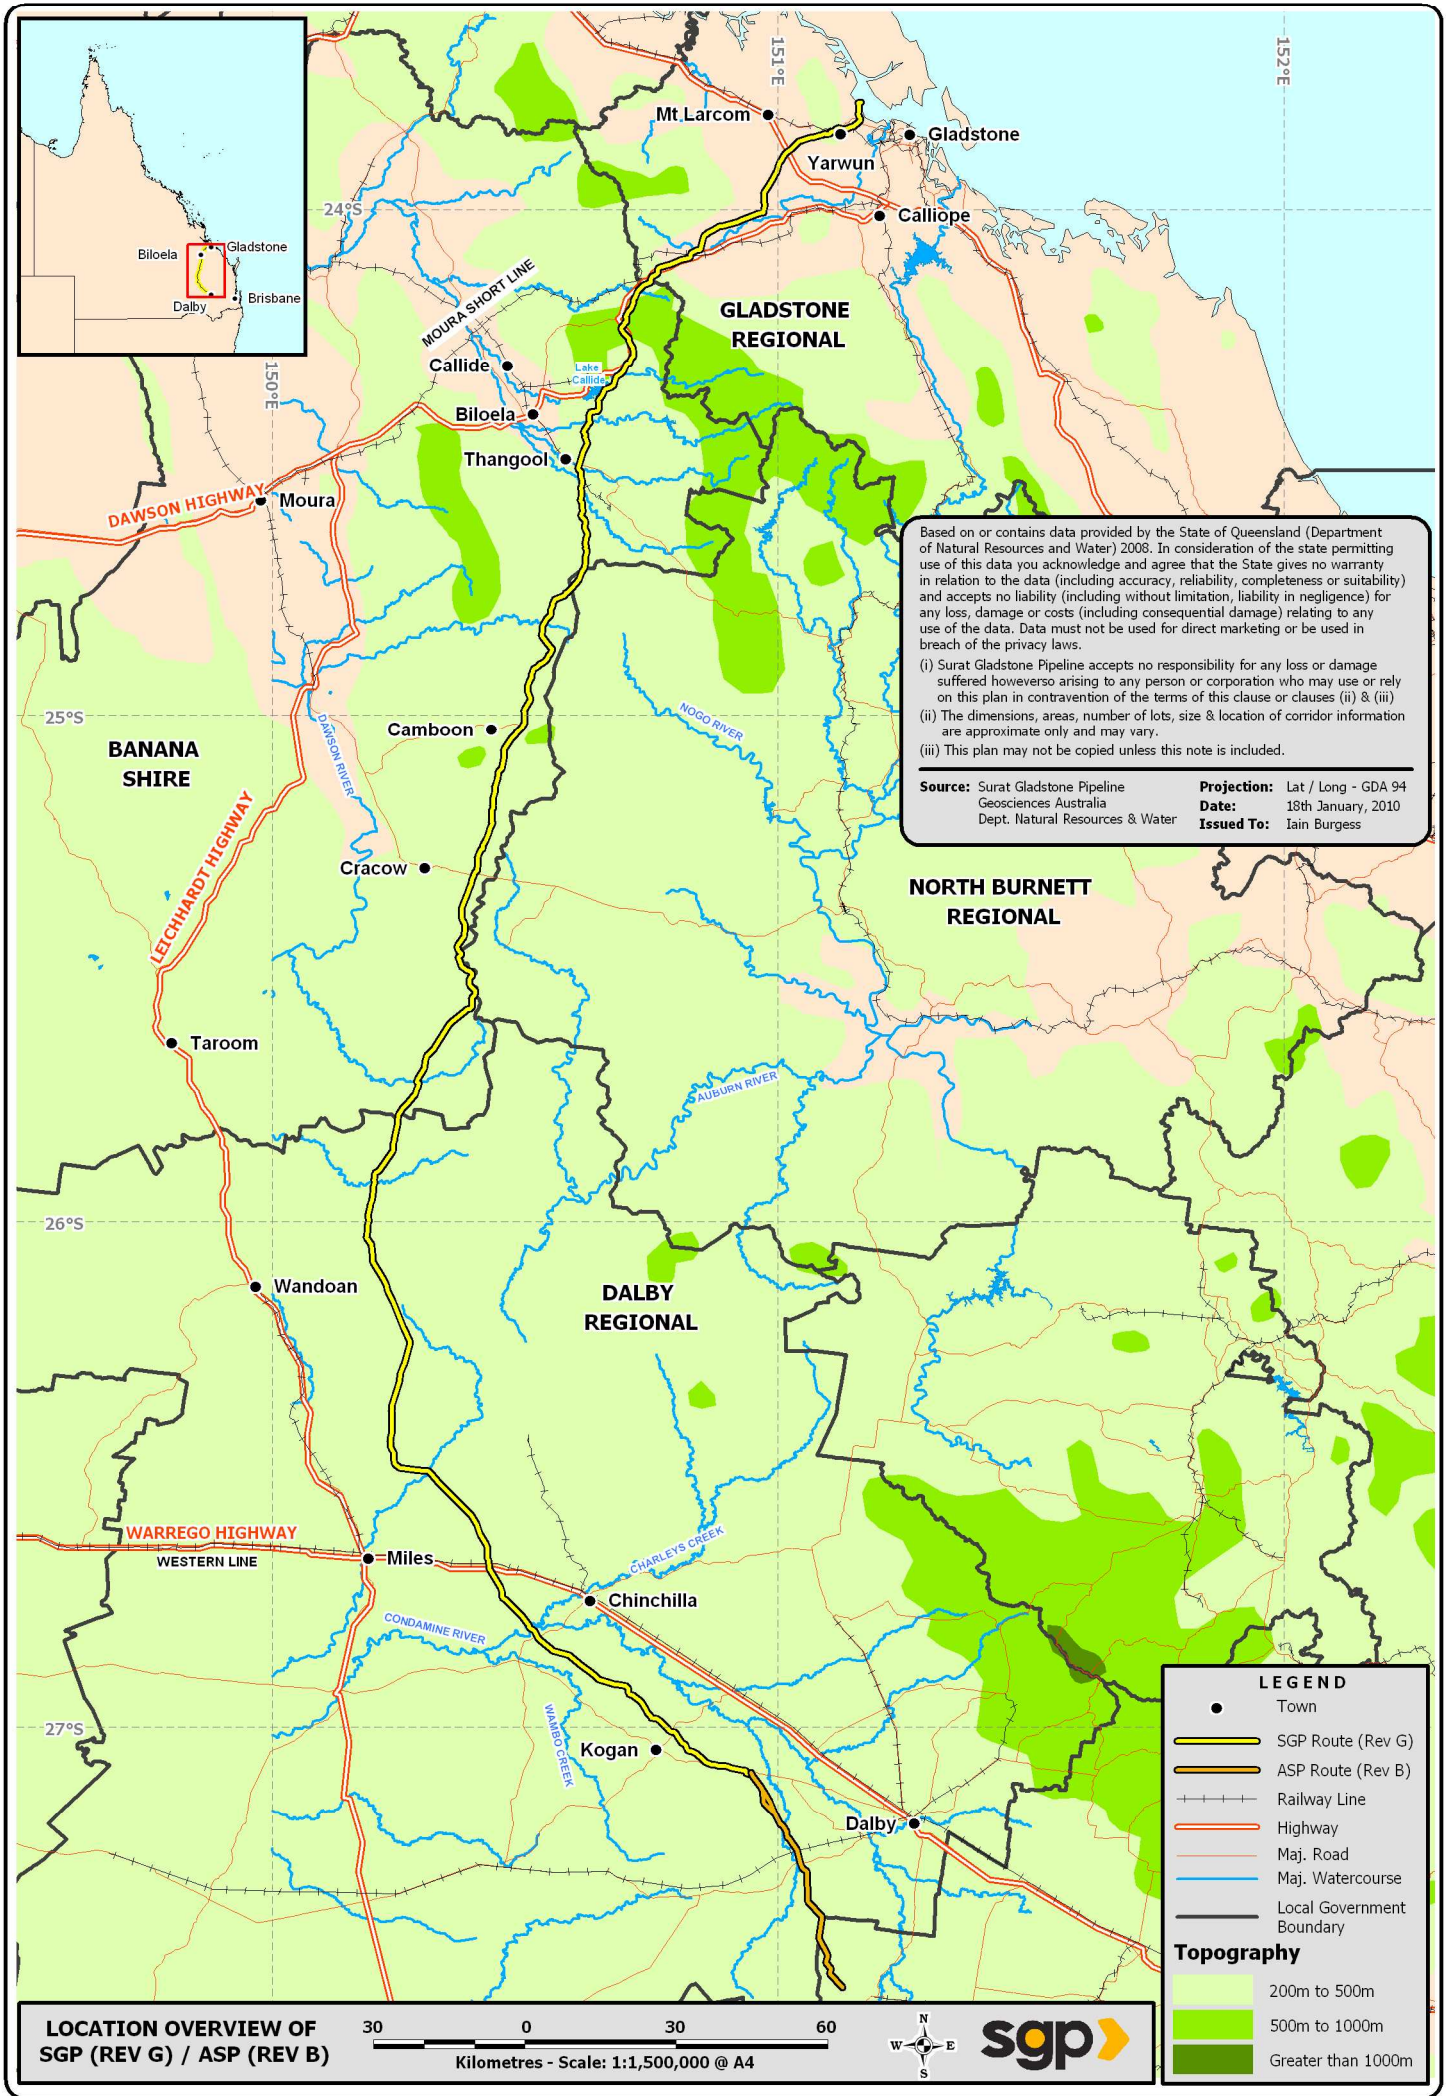 151°E
152°E
Mt Larcom
Gladstone
Yarwun
24°S
Calliope
Gladstone
Biloela
Brisbane
Dalby
MOURA SHORT LINE
GLADSTONE
REGIONAL
150°E
Callide
Lake
Callide
Biloela
Thangool
DAWSON HIGHWAY
Moura
Based on or contains data provided by the State of Queensland (Department
of Natural Resources and Water) 2008. In consideration of the state permitting
use of this data you acknowledge and agree that the State gives no warranty
in relation to the data (including accuracy, reliability, completeness or suitability)
and accepts no liability (including without limitation, liability in negligence) for
any loss, damage or costs (including consequential damage) relating to any
use of the data. Data must not be used for direct marketing or be used in
breach of the privacy laws.
(i) Surat Gladstone Pipeline accepts no responsibility for any loss or damage
suffered howeverso arising to any person or corporation who may use or rely
on this plan in contravention of the terms of this clause or clauses (ii) & (iii)
(ii) The dimensions, areas, number of lots, size & location of corridor information
are approximate only and may vary.
(iii) This plan may not be copied unless this note is included.
Source: Surat Gladstone Pipeline
Geosciences Australia
Dept. Natural Resources & Water
Projection: Lat / Long - GDA 94
Date: 18th January, 2010
Issued To: Iain Burgess
25°S
Camboon
NOGO RIVER
BANANA
SHIRE
DAWSON RIVER
LEICHHARDT HIGHWAY
Cracow
NORTH BURNETT
REGIONAL
Taroom
AUBURN RIVER
26°S
Wandoan
DALBY
REGIONAL
WARREGO HIGHWAY
WESTERN LINE
Miles
CHARLEYS CREEK
Chinchilla
CONDAMINE RIVER
27°S
WAMBO CREEK
Kogan
Dalby
LEGEND
Town
SGP Route (Rev G)
ASP Route (Rev B)
Railway Line
Highway
Maj. Road
Maj. Watercourse
Local Government
Boundary
Topography
200m to 500m
500m to 1000m
Greater than 1000m
LOCATION OVERVIEW OF
SGP (REV G) / ASP (REV B)
30 0 30 60
Kilometres - Scale: 1:1,500,000 @ A4
N
W E
S
sgp